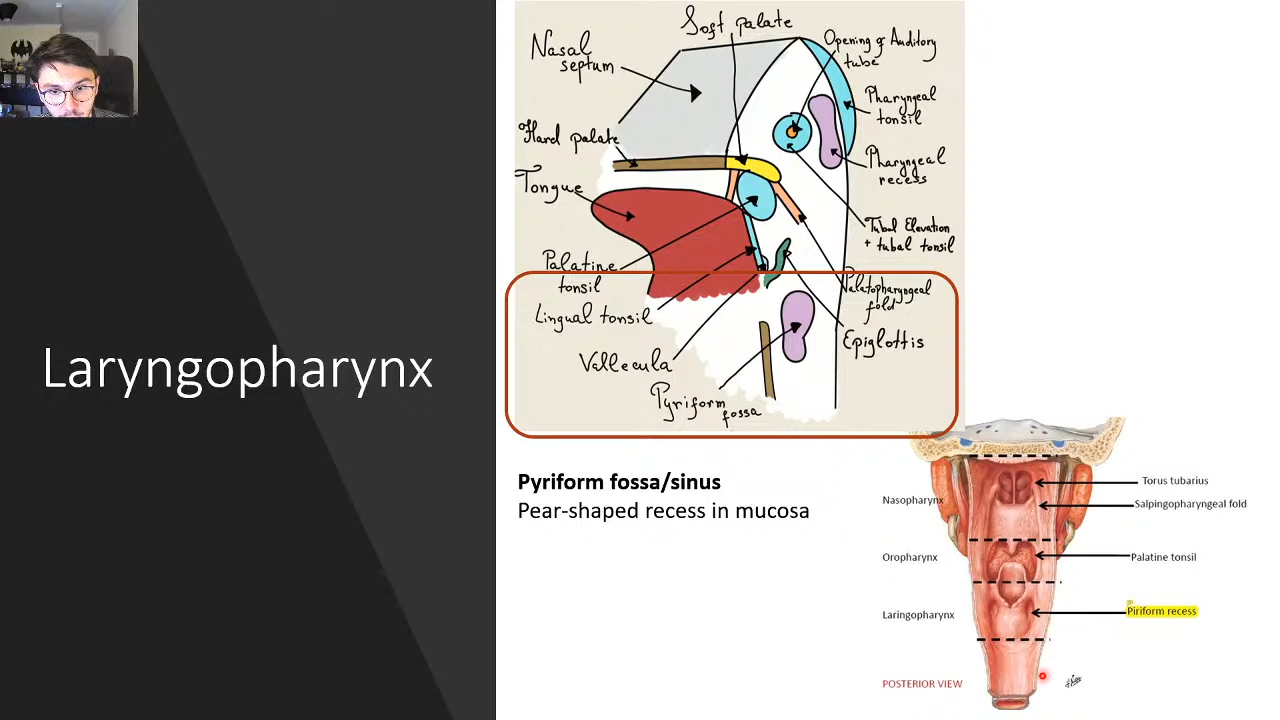 Laryngopharynx
Soft palate
Nasal
septum
Opening of Auditory
tube
Pharyngeal
tonsil
Hard palate
Pharyngeal
recess
Tongue
Tubal Elevation
+ tubal tonsil
Palatine
tonsil
Palatopharyngeal
fold
Lingual tonsil
Epiglottis
Vellecula
Pyriform
fossa
Pyriform fossa/sinus
Pear-shaped recess in mucosa
Nasopharynx
Torus tubarius
Salpingopharyngeal fold
Oropharynx
Palatine tonsil
Laringopharynx
Piriform recess
POSTERIOR VIEW